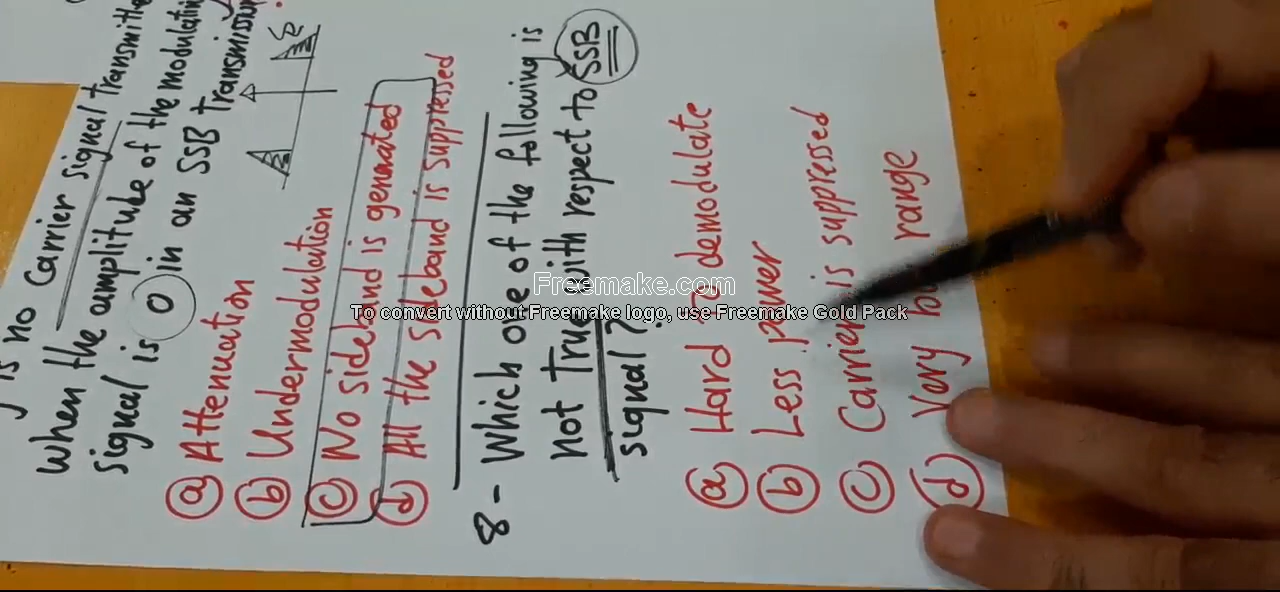 is no Carrier signal transmitte
When the amplitude of the modulatin
signal is 0 in an SSB transmission
ⓐ Attenuation
ⓑ Undermodulation
ⓒ No sideband is generated
ⓓ All the sideband is suppressed
8- Which one of the following is
not True with respect to SSB
signal?
ⓐ Hard To demodulate
ⓑ Less power
ⓒ Carrier is suppressed
ⓓ Very range
Freemake.com
To convert without Freemake logo, use Freemake Gold Pack